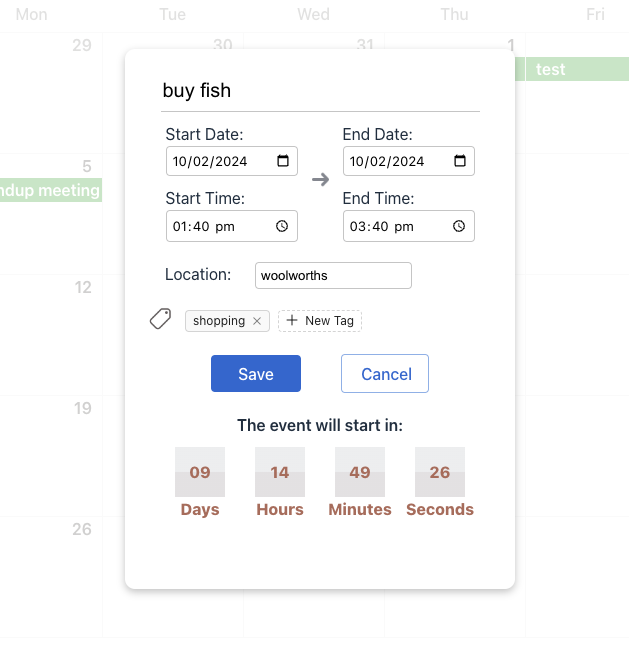 Mon Tue Wed Thu Fri
29 30 31 1
buy fish
test
Start Date: End Date:
10/02/2024 10/02/2024
5
ndup meeting
Start Time: End Time:
01:40 pm 03:40 pm
Location: woolworths
12
shopping New Tag
Save Cancel
19
The event will start in:
09 14 49 26
Days Hours Minutes Seconds
26